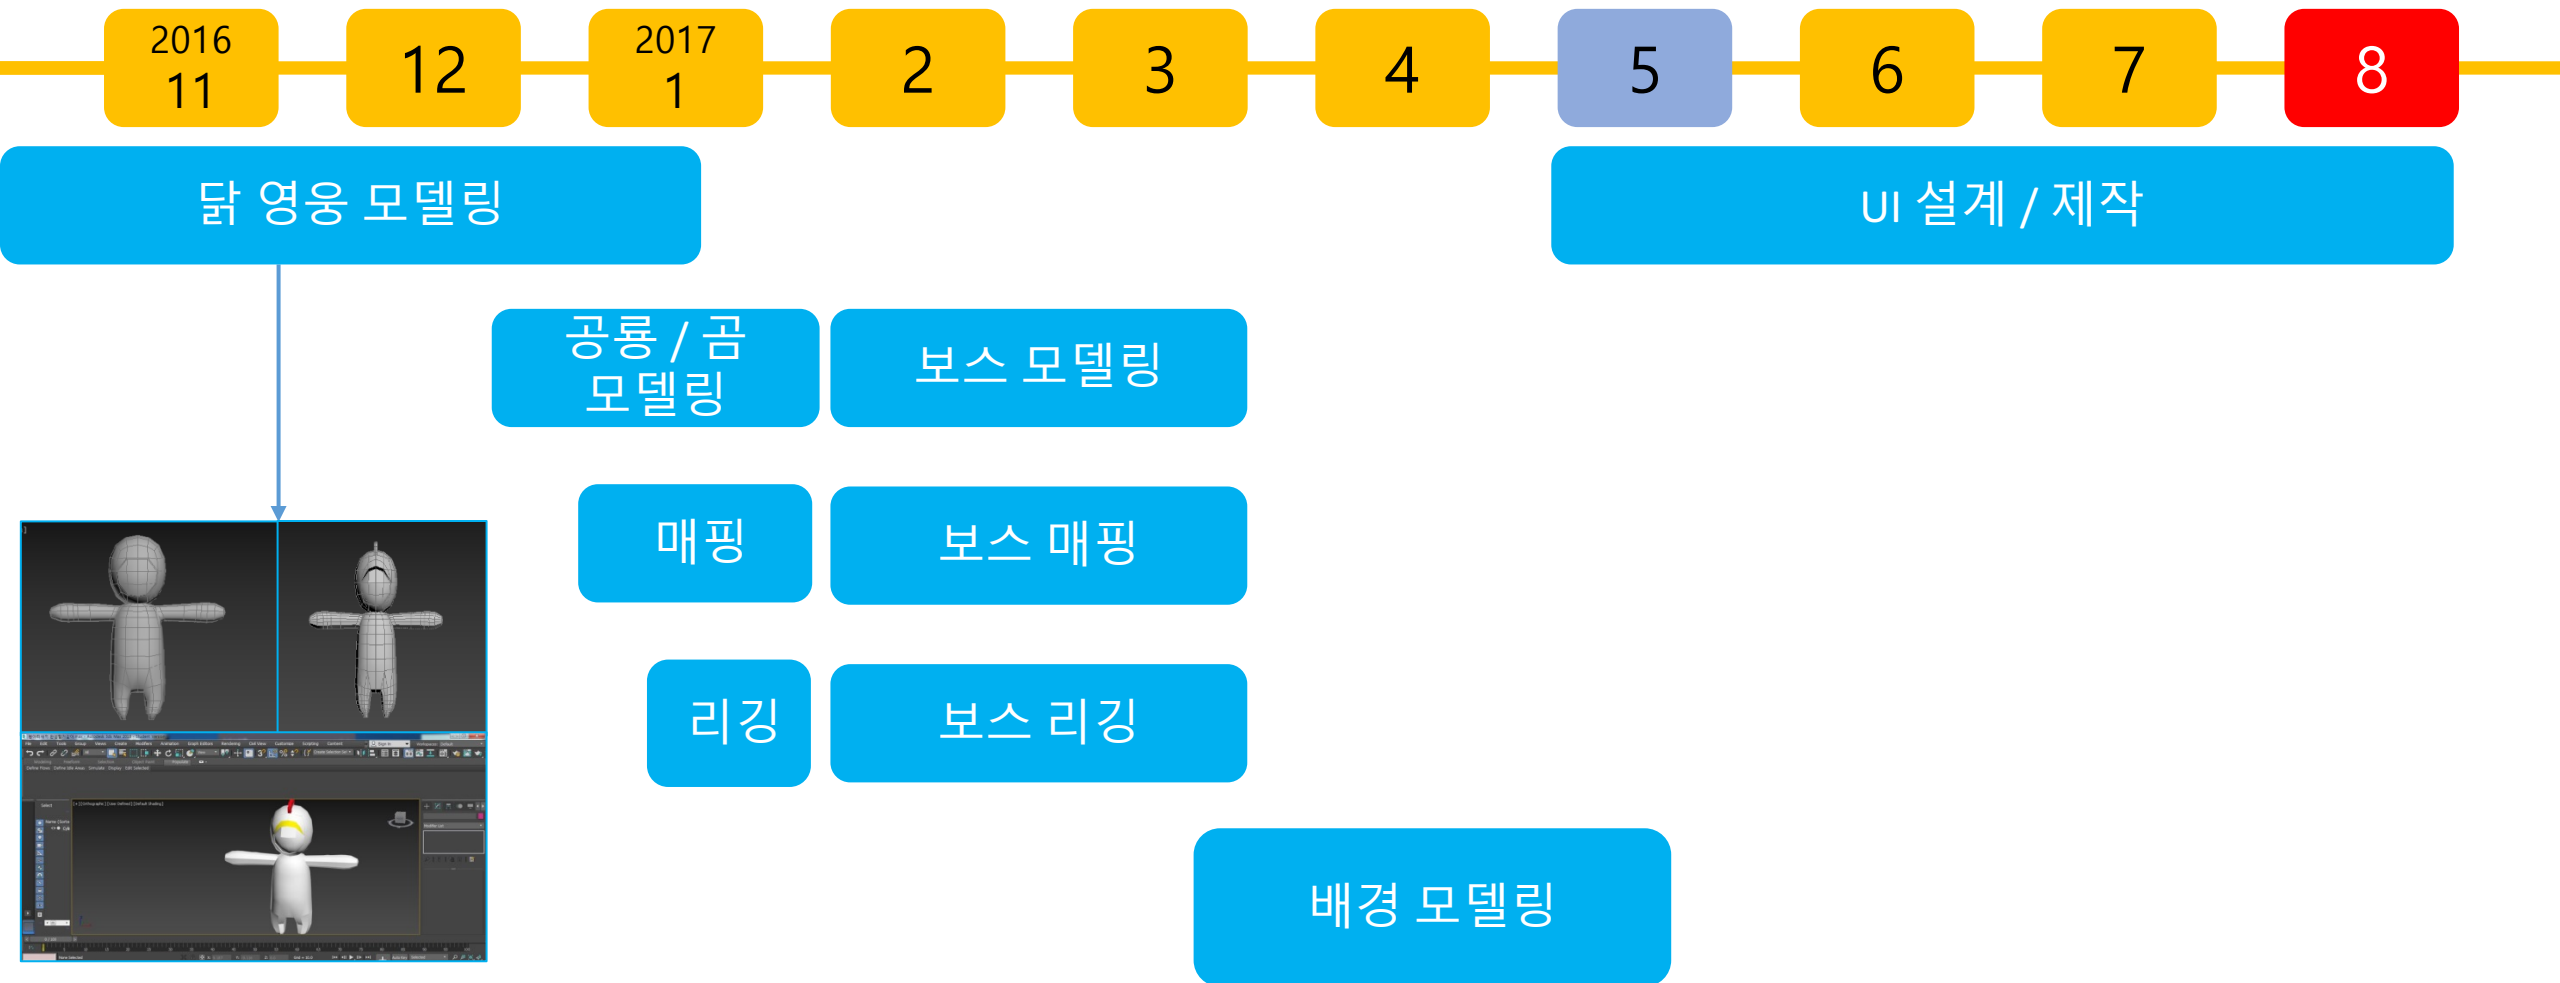 2016
11
12
2017
1
2
3
4
5
6
7
8
닭 영웅 모델링
UI 설계 / 제작
공룡 / 곰
모델링
보스 모델링
매핑
보스 매핑
리깅
보스 리깅
배경 모델링